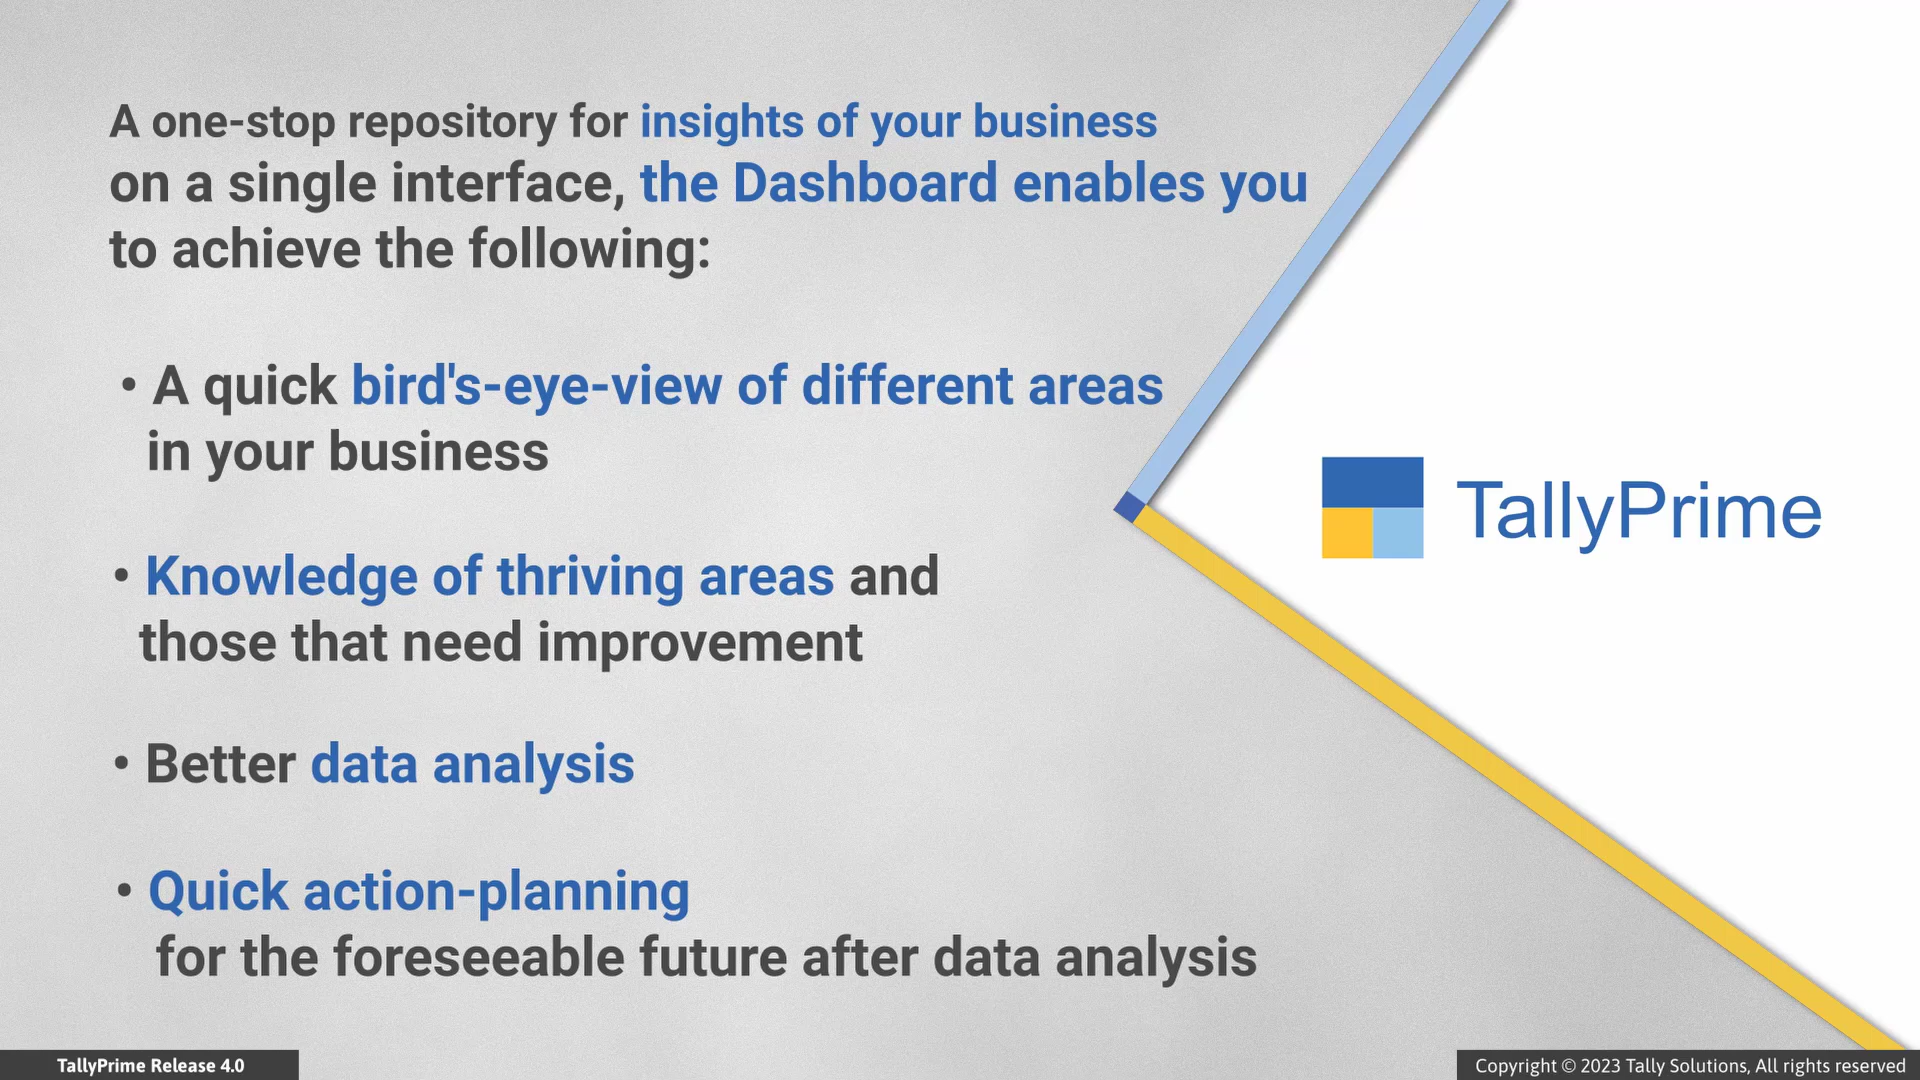 A one-stop repository for insights of your business
on a single interface, the Dashboard enables you
to achieve the following:
• A quick bird's-eye-view of different areas
in your business
• Knowledge of thriving areas and
those that need improvement
• Better data analysis
• Quick action-planning
for the foreseeable future after data analysis
TallyPrime
TallyPrime Release 4.0
Copyright © 2023 Tally Solutions, All rights reserved